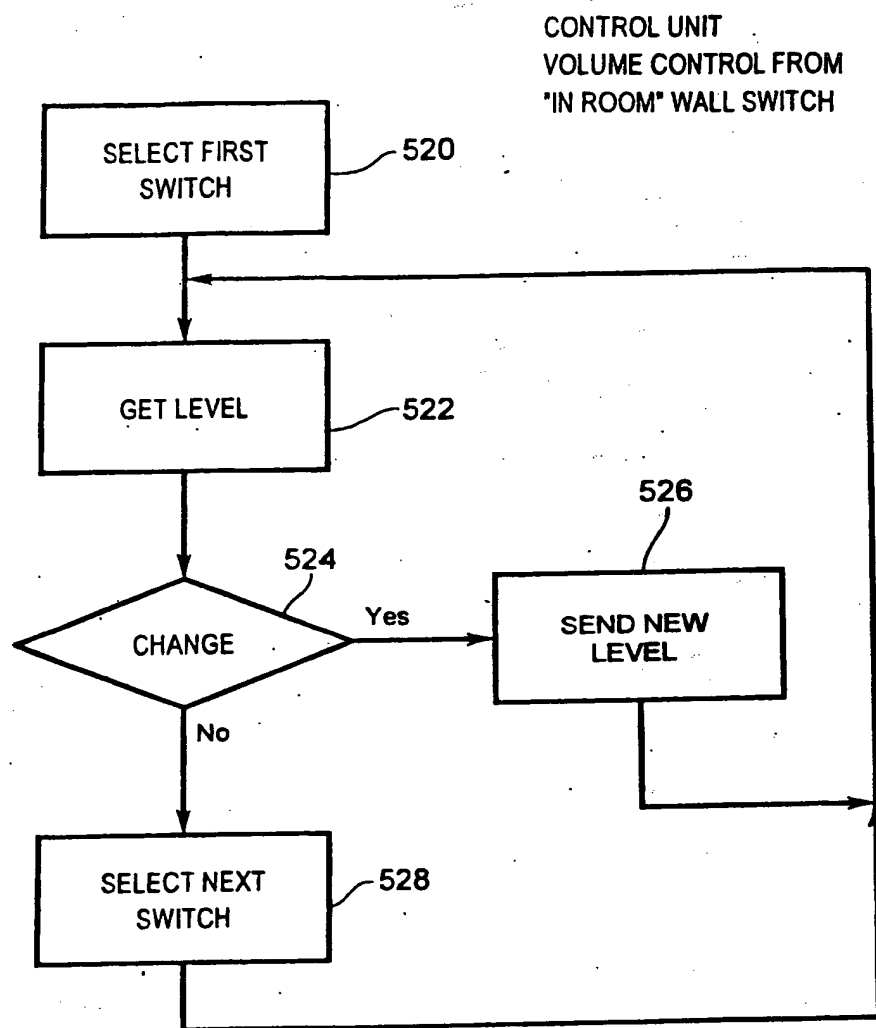 CONTROL UNIT
VOLUME CONTROL FROM
"IN ROOM" WALL SWITCH
SELECT FIRST
SWITCH
520
GET LEVEL
522
524
CHANGE
Yes
526
SEND NEW
LEVEL
No
SELECT NEXT
SWITCH
528